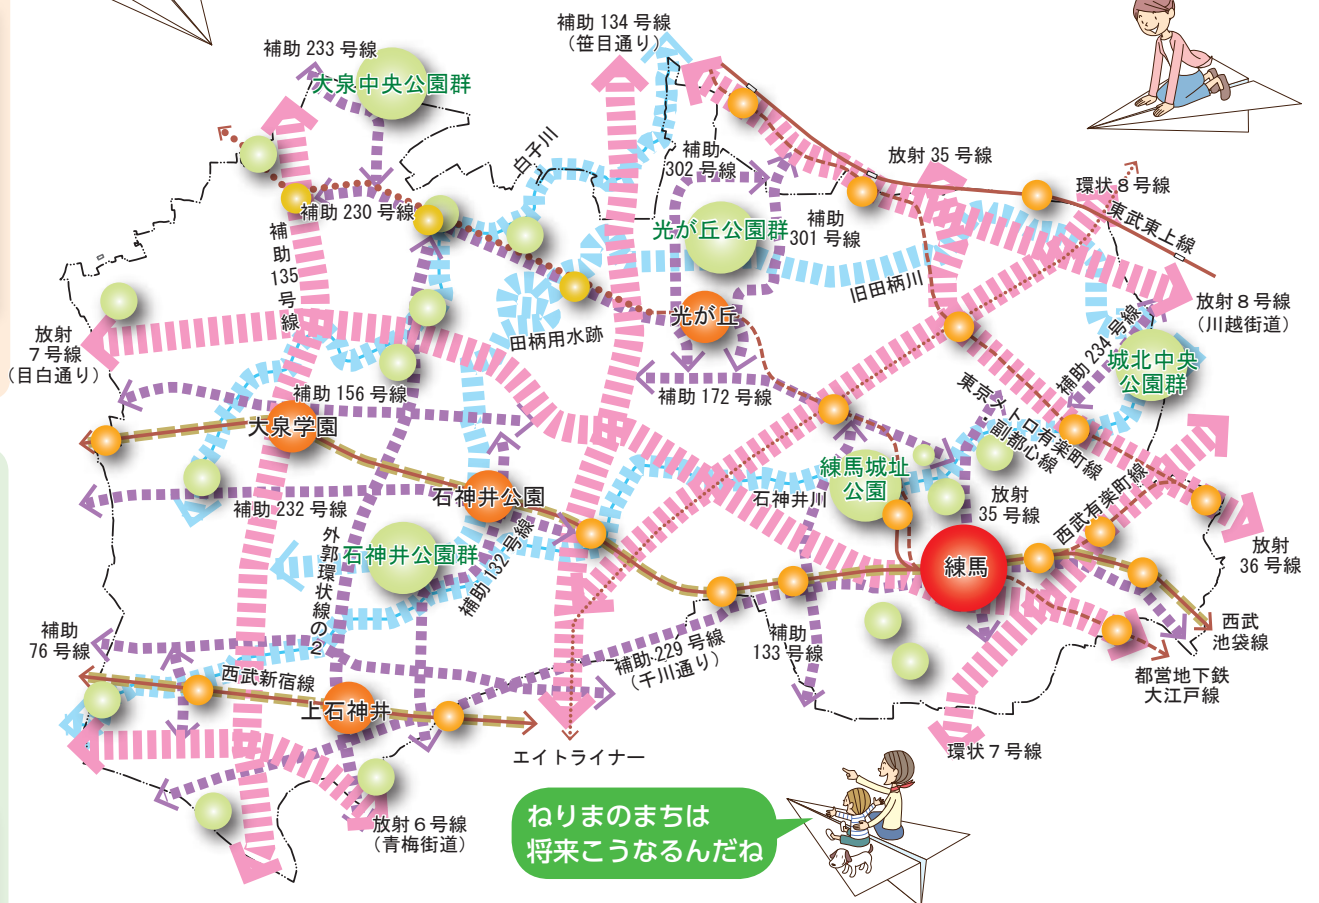 補助 134 号線
（笹目通り）
補助 233 号線
大泉中央公園群
白子川
補助
302 号線
放射 35 号線
環状８号線
東武東上線
補助 230 号線
補助135号線
光が丘公園群
補助
301 号線
旧田柄川
放射８号線
（川越街道）
放射
７号線
（目白通り）
田柄用水跡
光が丘
補助 234 号線
城北中央
公園群
補助 156 号線
補助 172 号線
東京メトロ有楽町線
副都心線
大泉学園
石神井公園
練馬城址
公園
石神井川
放射
35 号線
西武有楽町線
補助 232 号線
外郭環状線の２
石神井公園群
補助 132 号線
練馬
放射
36 号線
補助
76 号線
西武新宿線
補助 229 号線
（千川通り）
補助
133 号線
西武
池袋線
都営地下鉄
大江戸線
上石神井
エイトライナー
環状７号線
放射６号線
（青梅街道）
ねりまのまちは
将来こうなるんだね